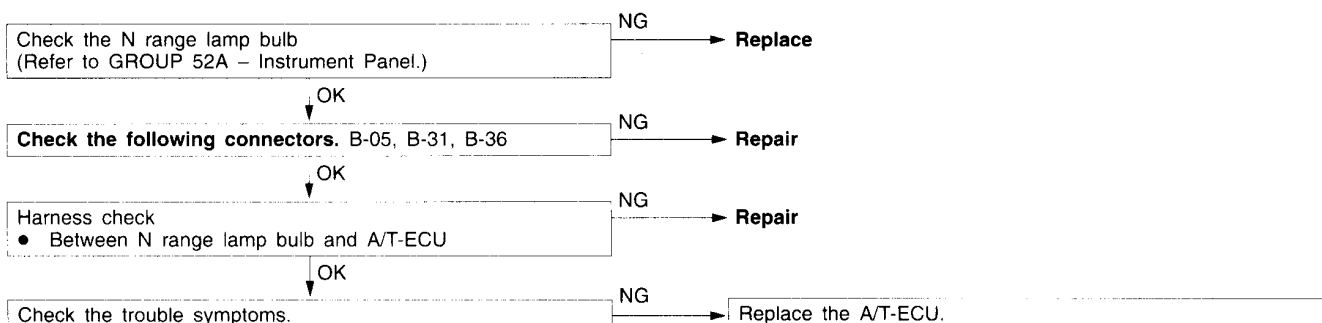 Check the N range lamp bulb
(Refer to GROUP 52A – Instrument Panel.)
NG
Replace
OK
Check the following connectors. B-05, B-31, B-36
NG
Repair
OK
Harness check
● Between N range lamp bulb and A/T-ECU
NG
Repair
OK
Check the trouble symptoms.
NG
Replace the A/T-ECU.